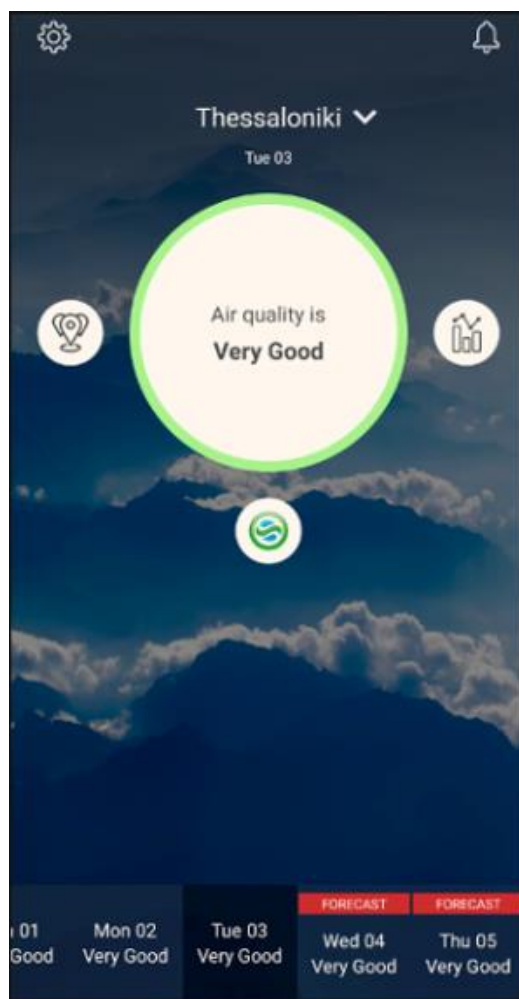 Thessaloniki
Tue 03
Air quality is
Very Good
FORECAST FORECAST
01 Mon 02 Tue 03 Wed 04 Thu 05
Good Very Good Very Good Very Good Very Good